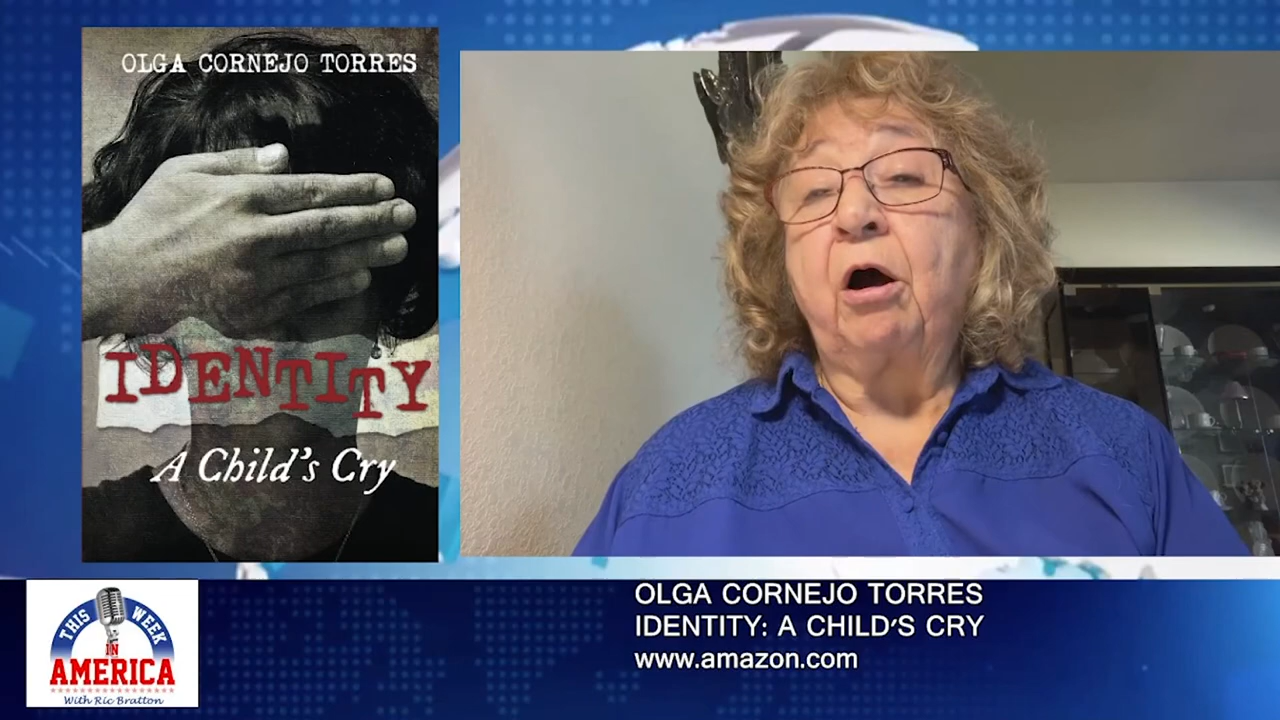 OLGA CORNEJO TORRES
IDENTITY
A Child's Cry
THIS WEEK
IN
AMERICA
With Ric Bratton
OLGA CORNEJO TORRES
IDENTITY: A CHILD'S CRY
www.amazon.com